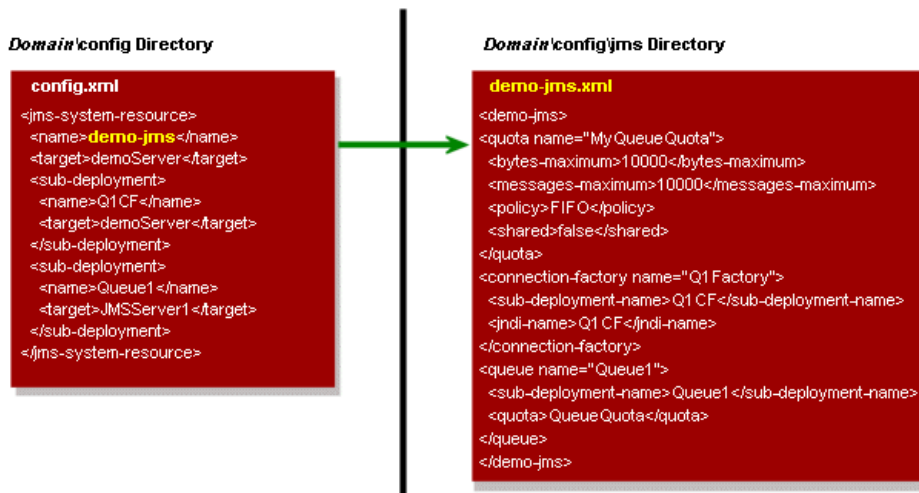 Domain\config Directory
config.xml
<jms-system-resource>
<name>demo-jms</name>
<target>demoServer</target>
<sub-deployment>
<name>Q1CF</name>
<target>demoServer</target>
</sub-deployment>
<sub-deployment>
<name>Queue1</name>
<target>JMSServer1</target>
</sub-deployment>
</jms-system-resource>
Domain\config\jms Directory
demo-jms.xml
<demo-jms>
<quota name="MyQueueQuota">
<bytes-maximum>10000</bytes-maximum>
<messages-maximum>10000</messages-maximum>
<policy>FIFO</policy>
<shared>false</shared>
</quota>
<connection-factory name="Q1Factory">
<sub-deployment-name>Q1CF</sub-deployment-name>
<jndi-name>Q1CF</jndi-name>
</connection-factory>
<queue name="Queue1">
<sub-deployment-name>Queue1</sub-deployment-name>
<quota>QueueQuota</quota>
</queue>
</demo-jms>